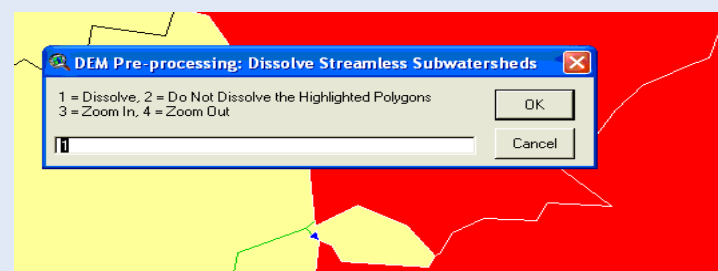 DEM Pre-processing: Dissolve Streamless Subwatersheds
1 = Dissolve, 2 = Do Not Dissolve the Highlighted Polygons
3 = Zoom In, 4 = Zoom Out
OK
1
Cancel